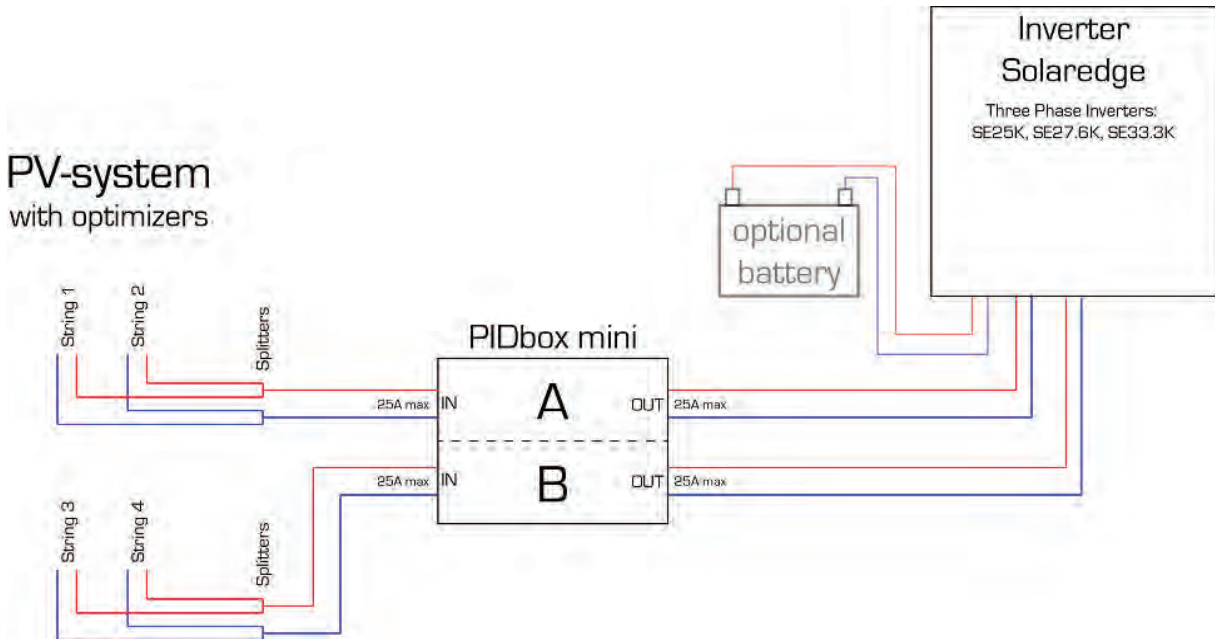 Inverter
Solaredge
Three Phase Inverters:
SE25K, SE27.6K, SE33.3K
PV-system
with optimizers
optional
battery
String 1
String 2
Splitters
PIDbox mini
25A max
IN
A
OUT
25A max
25A max
IN
B
OUT
25A max
String 3
String 4
Splitters